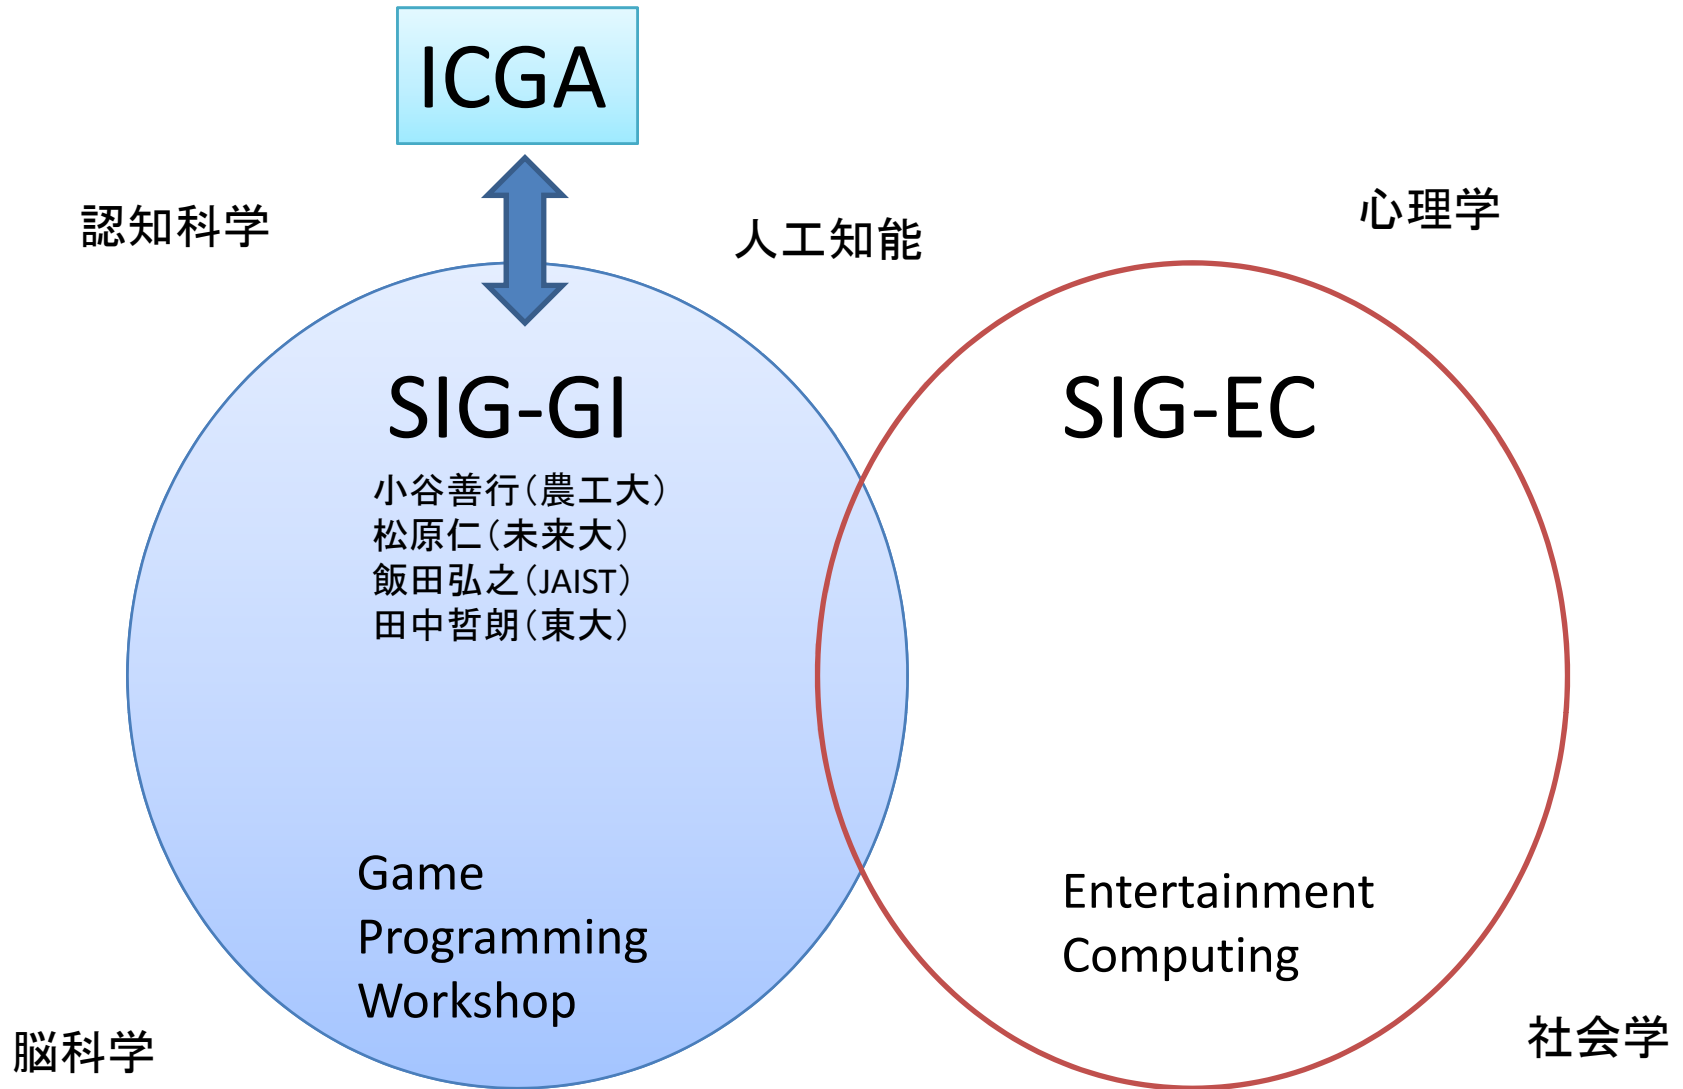 ICGA
認知科学
人工知能
心理学
SIG-GI
小谷善行（農工大）
松原仁（未来大）
飯田弘之（JAIST）
田中哲朗（東大）
SIG-EC
Game
Programming
Workshop
Entertainment
Computing
脳科学
社会学